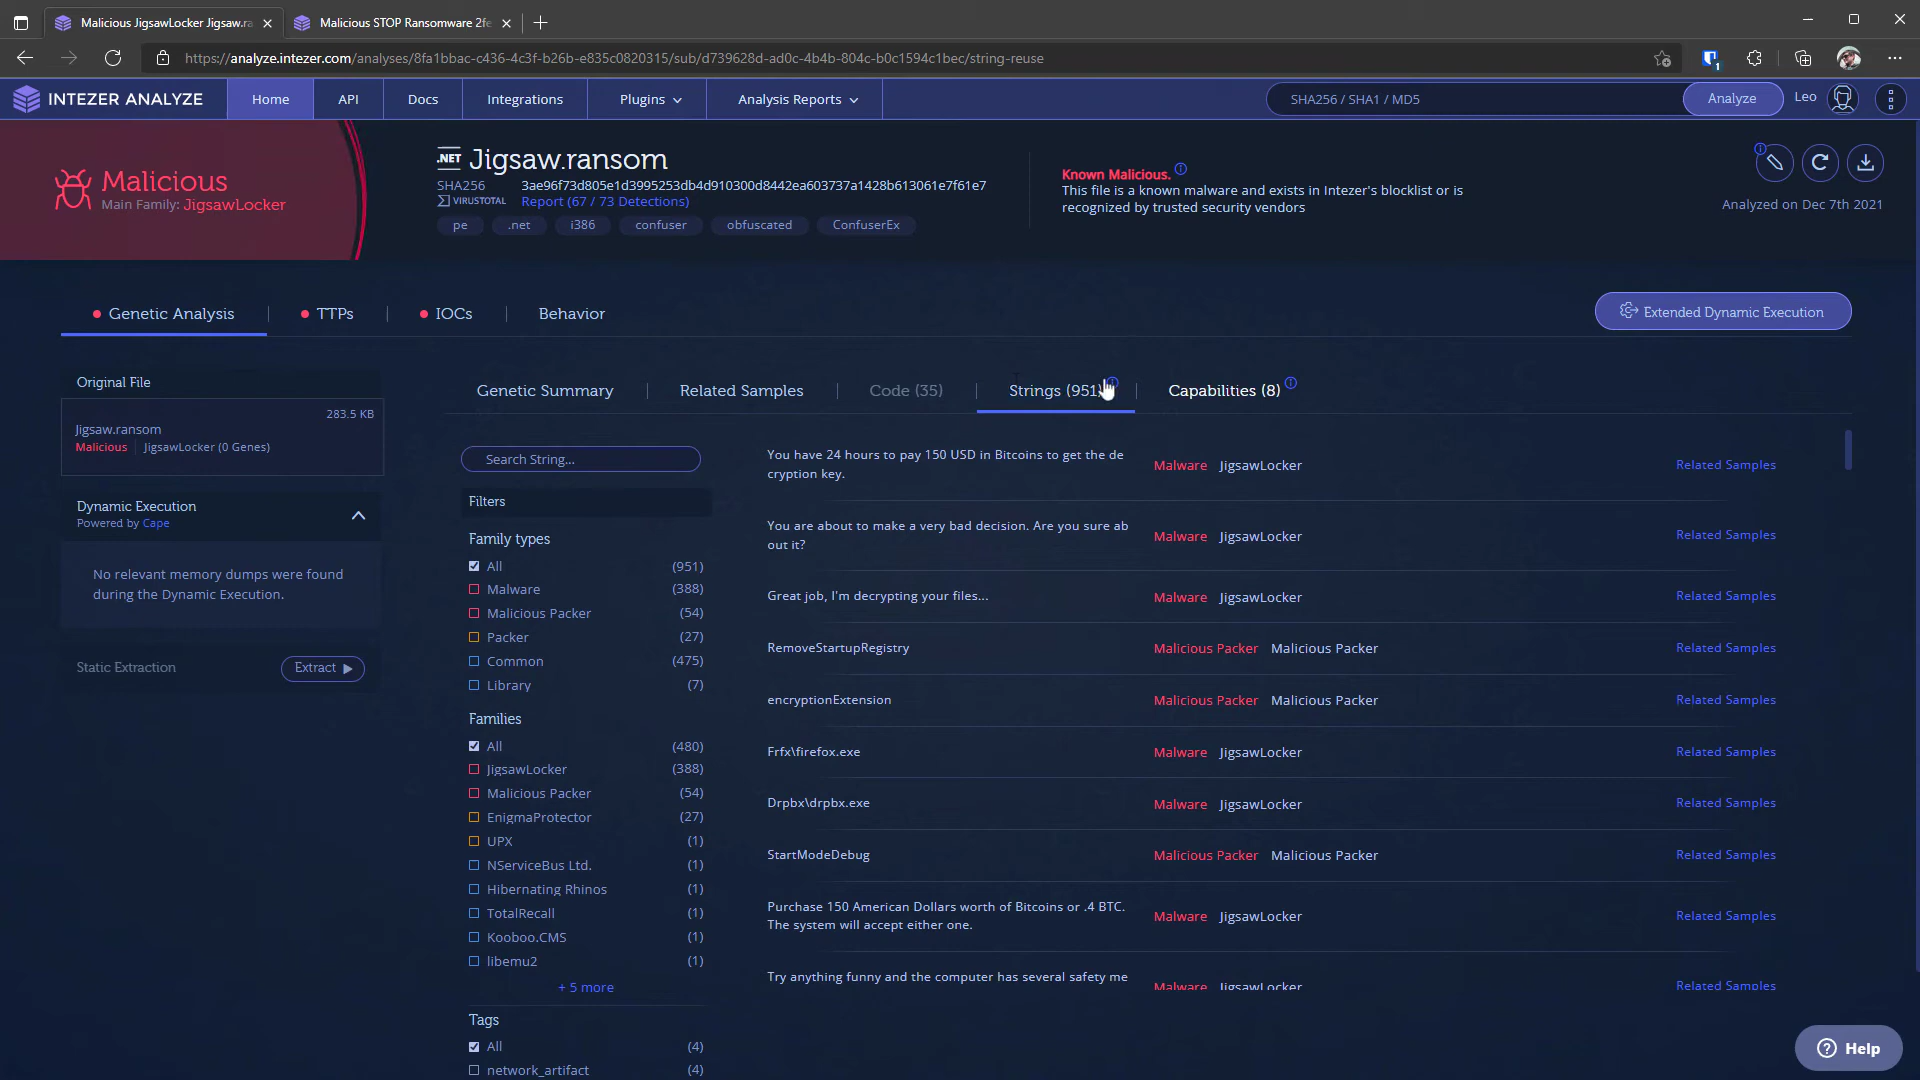 Malicious JigsawLocker Jigsaw.ra
Malicious STOP Ransomware 2fe
https://analyze.intezer.com/analyses/8fa1bbac-c436-4c3f-b26b-e835c0820315/sub/d739628d-ad0c-4b4b-804c-b0c1594c1bec/string-reuse
1
INTEZER ANALYZE
Home
API
Docs
Integrations
Plugins
Analysis Reports
SHA256 / SHA1 / MD5
Analyze
Leo
Malicious
Main Family: JigsawLocker
.NET Jigsaw.ransom
SHA256 3ae96f73d805e1d3995253db4d910300d8442ea603737a1428b613061e7f61e7
VIRUSTOTAL Report (67 / 73 Detections)
pe .net i386 confuser obfuscated ConfuserEx
Known Malicious.
This file is a known malware and exists in Intezer's blocklist or is
recognized by trusted security vendors
Analyzed on Dec 7th 2021
Genetic Analysis
TTPs
IOCs
Behavior
Extended Dynamic Execution
Original File
283.5 KB
Jigsaw.ransom
Malicious JigsawLocker (0 Genes)
Dynamic Execution
Powered by Cape
No relevant memory dumps were found
during the Dynamic Execution.
Static Extraction
Extract
Genetic Summary
Related Samples
Code (35)
Strings (951)
Capabilities (8)
Search String...
Filters
Family types
All (951)
Malware (388)
Malicious Packer (54)
Packer (27)
Common (475)
Library (7)
Families
All (480)
JigsawLocker (388)
Malicious Packer (54)
EnigmaProtector (27)
UPX (1)
NServiceBus Ltd. (1)
Hibernating Rhinos (1)
TotalRecall (1)
Kooboo.CMS (1)
libemu2 (1)
+ 5 more
Tags
All (4)
network_artifact (4)
You have 24 hours to pay 150 USD in Bitcoins to get the de
cryption key.
Malware JigsawLocker Related Samples
You are about to make a very bad decision. Are you sure ab
out it?
Malware JigsawLocker Related Samples
Great job, I'm decrypting your files... Malware JigsawLocker Related Samples
RemoveStartupRegistry Malicious Packer Malicious Packer Related Samples
encryptionExtension Malicious Packer Malicious Packer Related Samples
Frfx\firefox.exe Malware JigsawLocker Related Samples
Drpbx\drpbx.exe Malware JigsawLocker Related Samples
StartModeDebug Malicious Packer Malicious Packer Related Samples
Purchase 150 American Dollars worth of Bitcoins or .4 BTC.
The system will accept either one.
Malware JigsawLocker Related Samples
Try anything funny and the computer has several safety me
Malware JigsawLocker Related Samples
Help